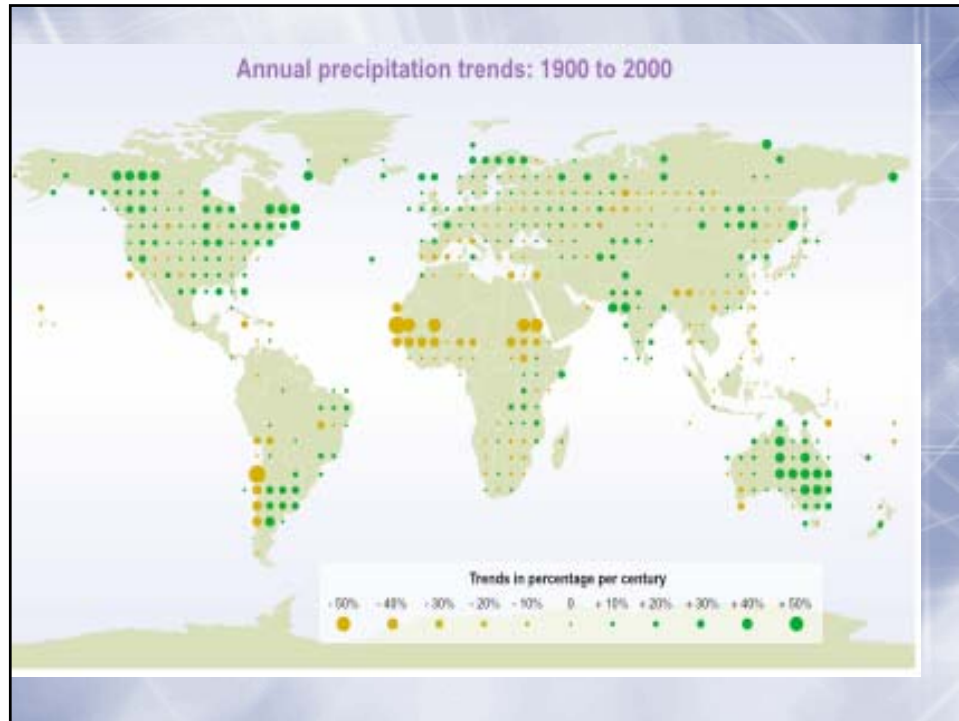 Annual precipitation trends: 1900 to 2000
Trends in percentage per century
- 50% - 40% - 30% - 20% - 10% 0 + 10% + 20% + 30% + 40% + 50%